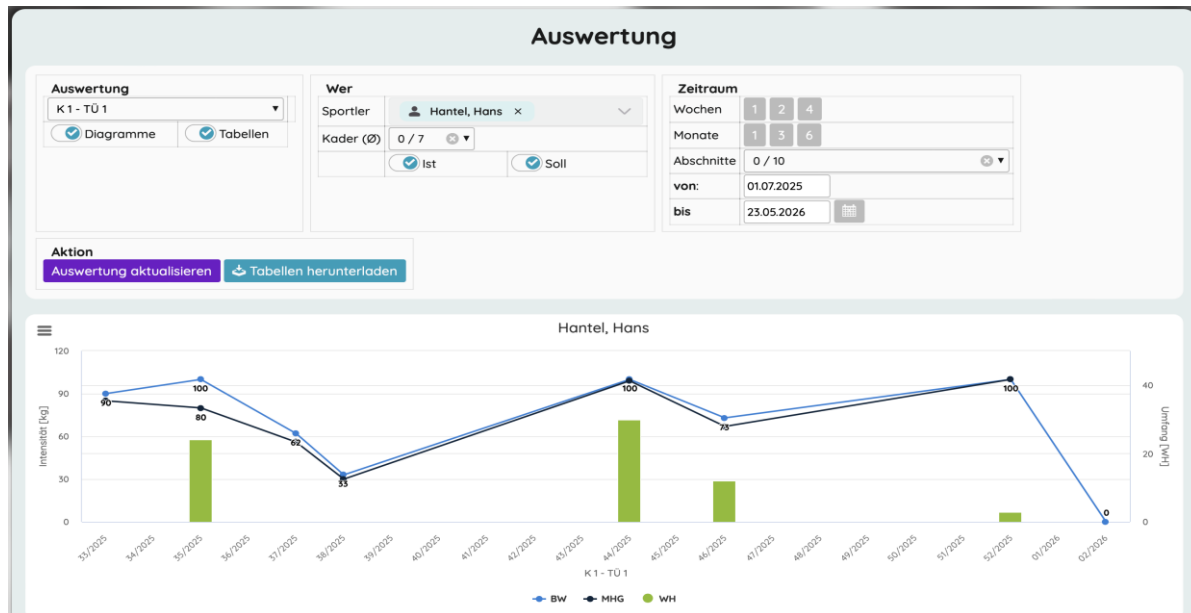 Auswertung
Auswertung
K 1 - TÜ 1
Diagramme
Tabellen
Wer
Sportler
Hantel, Hans ×
Kader (Ø)
0 / 7
Ist
Soll
Zeitraum
Wochen
1 2 4
Monate
1 3 6
Abschnitte
0 / 10
von:
01.07.2025
bis
23.05.2026
Aktion
Auswertung aktualisieren
Tabellen herunterladen
Hantel, Hans
120
90
60
30
0
Intensität [kg]
40
20
0
Umfang [WH]
90
100
80
62
33
100
73
100
0
33/2025
34/2025
35/2025
36/2025
37/2025
38/2025
39/2025
40/2025
41/2025
42/2025
43/2025
44/2025
45/2025
46/2025
47/2025
48/2025
49/2025
50/2025
51/2025
52/2025
01/2026
02/2026
K 1 - TÜ 1
BW MHG WH